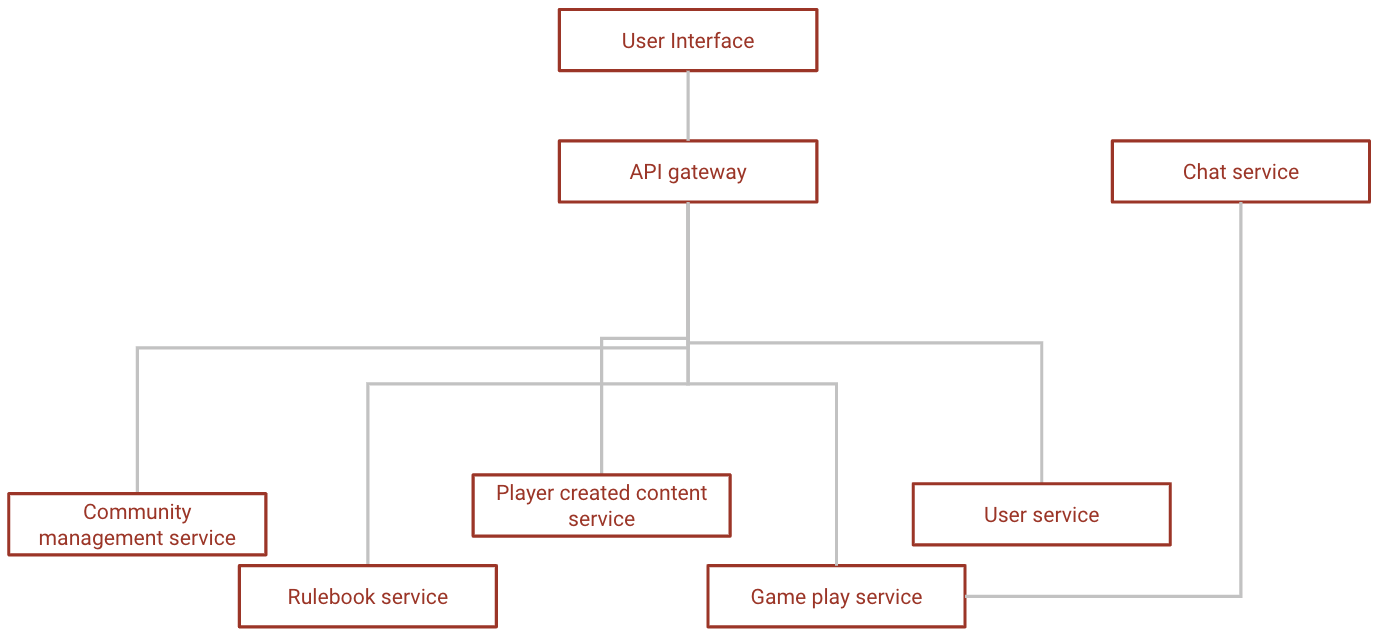 User Interface
API gateway
Chat service
Community
management service
Player created content
service
User service
Rulebook service
Game play service